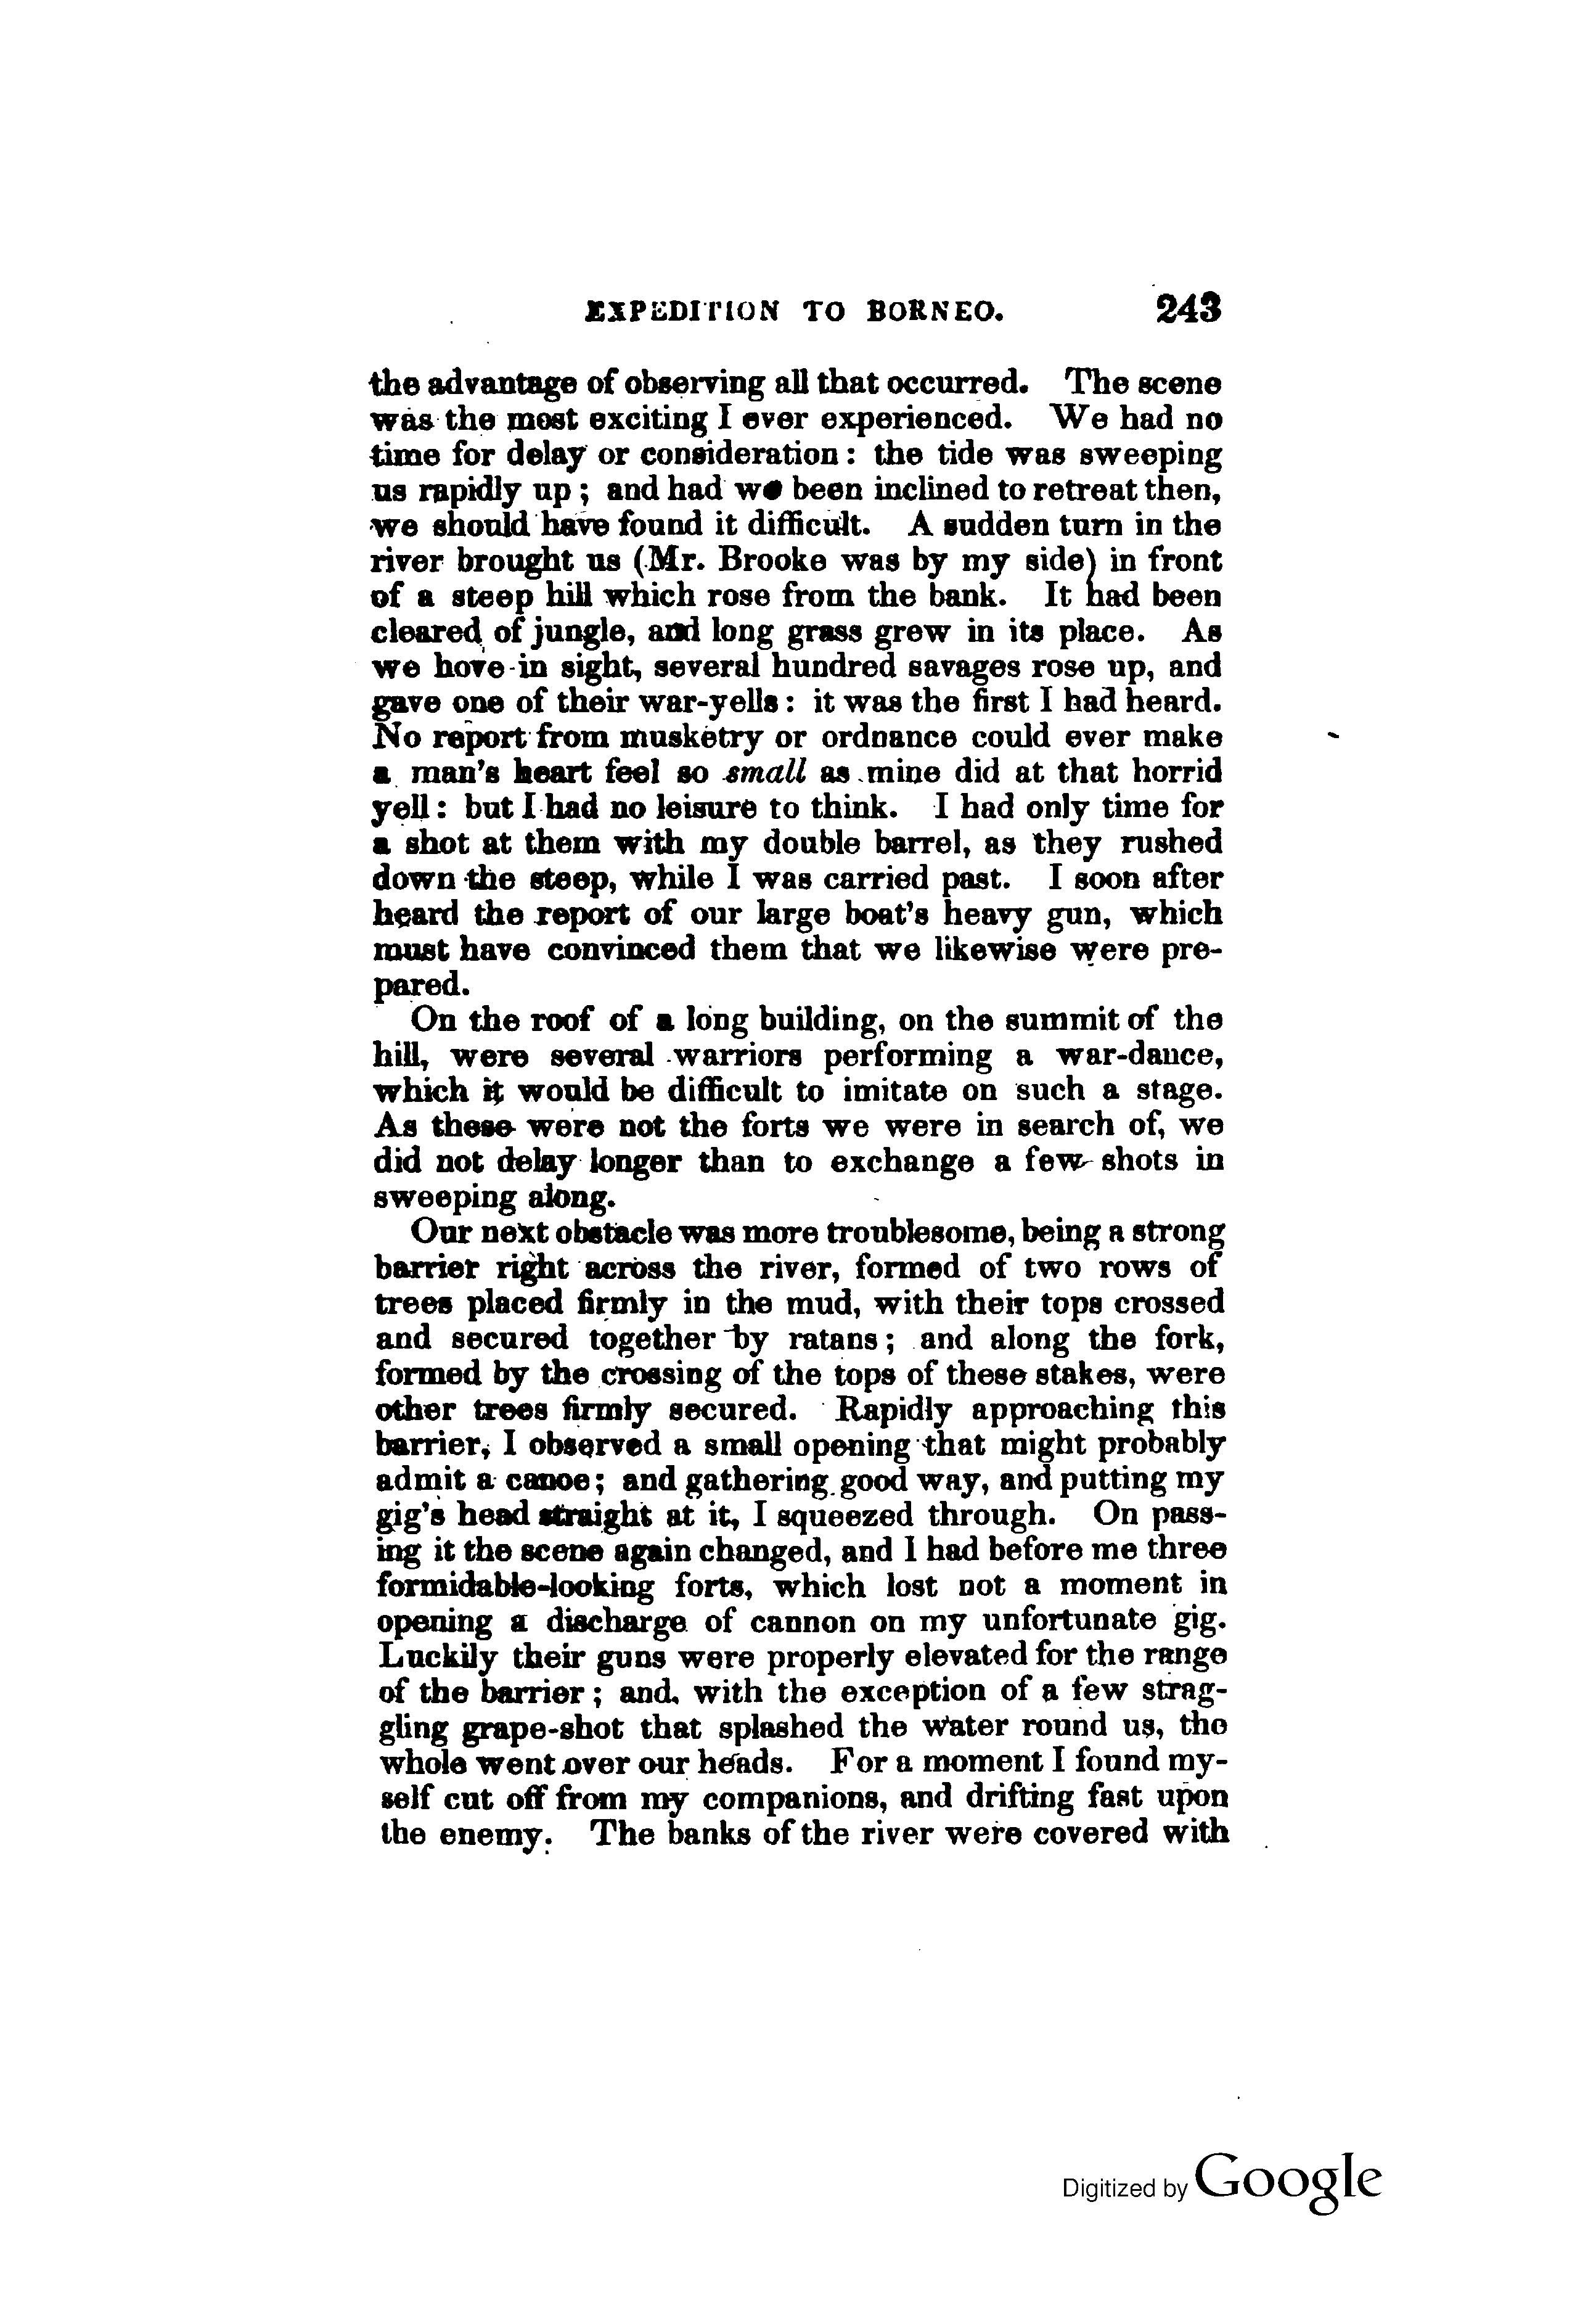 EXPEDITION TO BORNEO. 243
the advantage of observing all that occurred. The scene
was the most exciting I ever experienced. We had no
time for delay or consideration: the tide was sweeping
us rapidly up; and had we been inclined to retreat then,
we should have found it difficult. A sudden turn in the
river brought us (Mr. Brooke was by my side) in front
of a steep hill which rose from the bank. It had been
cleared of jungle, and long grass grew in its place. As
we hove in sight, several hundred savages rose up, and
gave one of their war-yells: it was the first I had heard.
No report from musketry or ordnance could ever make
a man's heart feel so small as mine did at that horrid
yell: but I had no leisure to think. I had only time for
a shot at them with my double barrel, as they rushed
down the steep, while I was carried past. I soon after
heard the report of our large boat's heavy gun, which
must have convinced them that we likewise were pre-
pared.
On the roof of a long building, on the summit of the
hill, were several warriors performing a war-dance,
which it would be difficult to imitate on such a stage.
As these were not the forts we were in search of, we
did not delay longer than to exchange a few shots in
sweeping along.
Our next obstacle was more troublesome, being a strong
barrier right across the river, formed of two rows of
trees placed firmly in the mud, with their tops crossed
and secured together by ratans; and along the fork,
formed by the crossing of the tops of these stakes, were
other trees firmly secured. Rapidly approaching this
barrier, I observed a small opening that might probably
admit a canoe; and gathering good way, and putting my
gig's head straight at it, I squeezed through. On pass-
ing it the scene again changed, and I had before me three
formidable-looking forts, which lost not a moment in
opening a discharge of cannon on my unfortunate gig.
Luckily their guns were properly elevated for the range
of the barrier; and, with the exception of a few strag-
gling grape-shot that splashed the water round us, the
whole went over our heads. For a moment I found my-
self cut off from my companions, and drifting fast upon
the enemy. The banks of the river were covered with
Digitized by Google